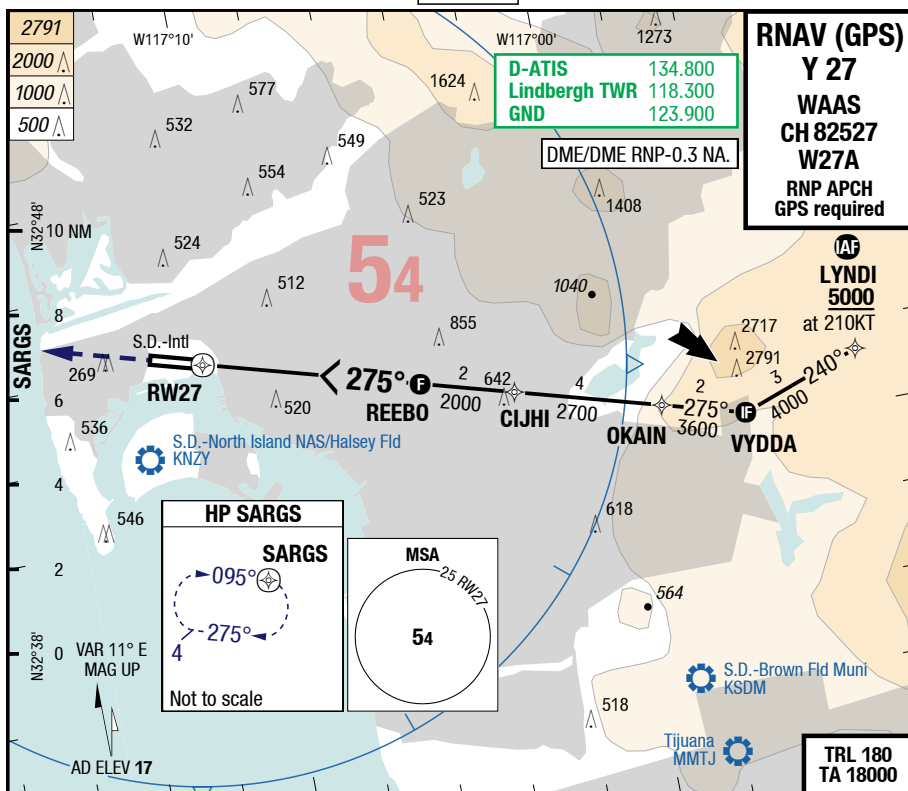 2791
2000
1000
500
W117°10'
W117°00'
1273
1624
577
532
549
554
523
524
512
1408
1040
855
2717
2791
D-ATIS 134.800
Lindbergh TWR 118.300
GND 123.900
DME/DME RNP-0.3 NA.
RNAV (GPS)
Y 27
WAAS
CH 82527
W27A
RNP APCH
GPS required
IAF
LYNDI
5000
at 210KT
N32°48'
10 NM
8
6
4
2
0
N32°38'
54
SARGS
S.D.-Intl
RW27
269
520
536
546
275°
F
REEBO
2
2000
642
CIJHI
4
2700
OKAIN
2
275°
3600
IF
VYDDA
3
4000
240°
S.D.-North Island NAS/Halsey Fld
KNZY
HP SARGS
SARGS
095°
275°
4
Not to scale
MSA
25 RW27
54
618
564
518
S.D.-Brown Fld Muni
KSDM
Tijuana
MMTJ
VAR 11° E
MAG UP
AD ELEV 17
TRL 180
TA 18000